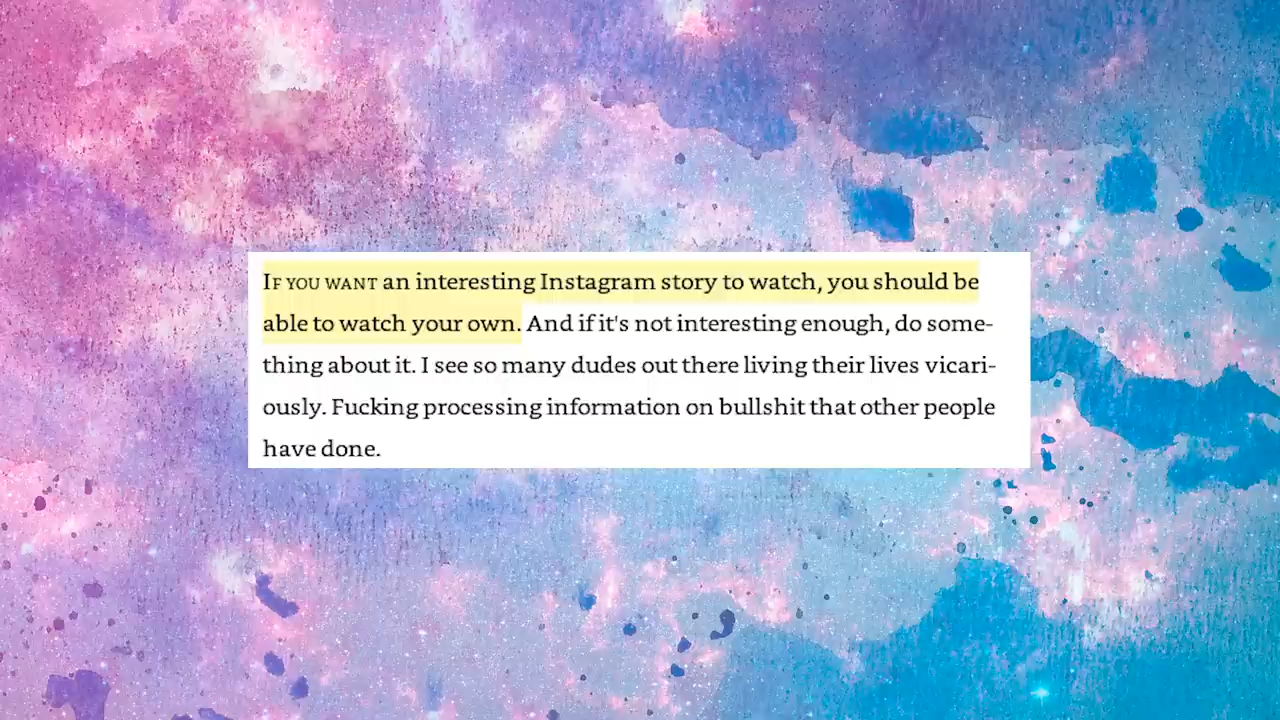 IF YOU WANT an interesting Instagram story to watch, you should be
able to watch your own. And if it's not interesting enough, do some-
thing about it. I see so many dudes out there living their lives vicari-
ously. Fucking processing information on bullshit that other people
have done.